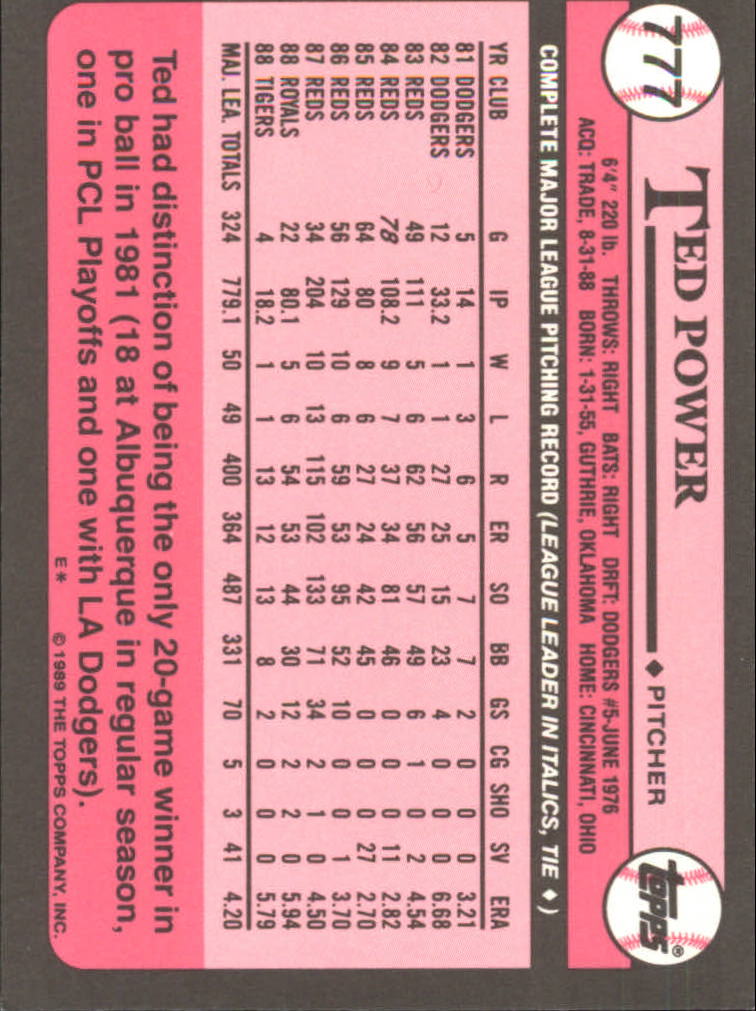 777
TED POWER ♦ PITCHER
topps®
6'4" 220 lb. THROWS: RIGHT BATS: RIGHT DRFT: DODGERS #5-JUNE 1976
ACQ: TRADE, 8-31-88 BORN: 1-31-55, GUTHRIE, OKLAHOMA HOME: CINCINNATI, OHIO
COMPLETE MAJOR LEAGUE PITCHING RECORD (LEAGUE LEADER IN ITALICS, TIE ♦)
YR CLUB G IP W L R ER SO BB GS CG SHO SV ERA
81 DODGERS 5 14 1 3 6 5 7 7 2 0 0 0 3.21
82 DODGERS 12 33.2 1 1 27 25 15 23 4 0 0 0 6.68
83 REDS 49 111 5 6 62 56 57 49 6 1 0 2 4.54
84 REDS 78 108.2 9 7 37 34 81 46 0 0 0 11 2.82
85 REDS 64 80 8 6 27 24 42 45 0 0 0 27 2.70
86 REDS 56 129 10 6 59 53 95 52 10 0 0 1 3.70
87 REDS 34 204 10 13 115 102 133 71 34 2 1 0 4.50
88 ROYALS 22 80.1 5 6 54 53 44 30 12 2 2 0 5.94
88 TIGERS 4 18.2 1 1 13 12 13 8 2 0 0 0 5.79
MAJ. LEA. TOTALS 324 779.1 50 49 400 364 487 331 70 5 3 41 4.20
Ted had distinction of being the only 20-game winner in
pro ball in 1981 (18 at Albuquerque in regular season,
one in PCL Playoffs and one with LA Dodgers).
E* © 1989 THE TOPPS COMPANY, INC.